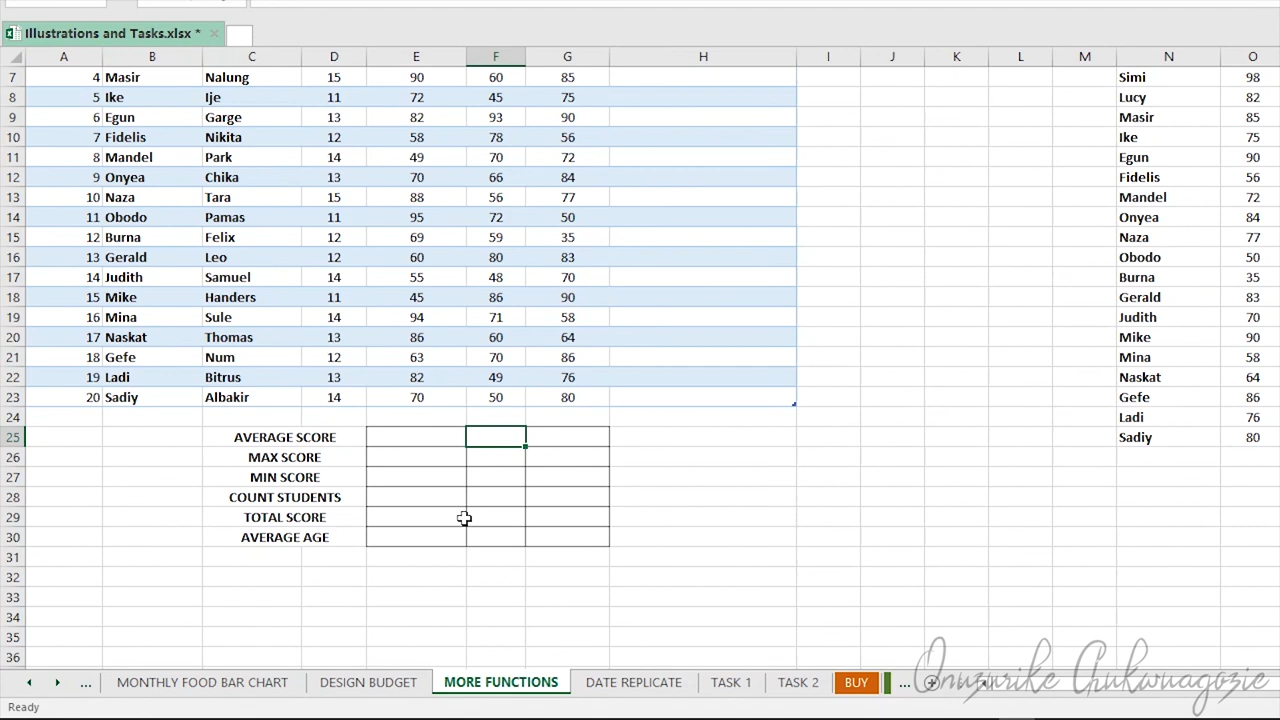 Illustrations and Tasks.xlsx *
A B C D E F G H I J K L M N O
7 4 Masir Nalung 15 90 60 85 Simi 98
8 5 Ike Ije 11 72 45 75 Lucy 82
9 6 Egun Garge 13 82 93 90 Masir 85
10 7 Fidelis Nikita 12 58 78 56 Ike 75
11 8 Mandel Park 14 49 70 72 Egun 90
12 9 Onyea Chika 13 70 66 84 Fidelis 56
13 10 Naza Tara 15 88 56 77 Mandel 72
14 11 Obodo Pamas 11 95 72 50 Onyea 84
15 12 Burna Felix 12 69 59 35 Naza 77
16 13 Gerald Leo 12 60 80 83 Obodo 50
17 14 Judith Samuel 14 55 48 70 Burna 35
18 15 Mike Handers 11 45 86 90 Gerald 83
19 16 Mina Sule 14 94 71 58 Judith 70
20 17 Naskat Thomas 13 86 60 64 Mike 90
21 18 Gefe Num 12 63 70 86 Mina 58
22 19 Ladi Bitrus 13 82 49 76 Naskat 64
23 20 Sadiy Albakir 14 70 50 80 Gefe 86
24 Ladi 76
25 AVERAGE SCORE Sadiy 80
26 MAX SCORE
27 MIN SCORE
28 COUNT STUDENTS
29 TOTAL SCORE
30 AVERAGE AGE
31
32
33
34
35
36
... MONTHLY FOOD BAR CHART DESIGN BUDGET MORE FUNCTIONS DATE REPLICATE TASK 1 TASK 2 BUY ...
Onuzurike Chukwuagozie
Ready